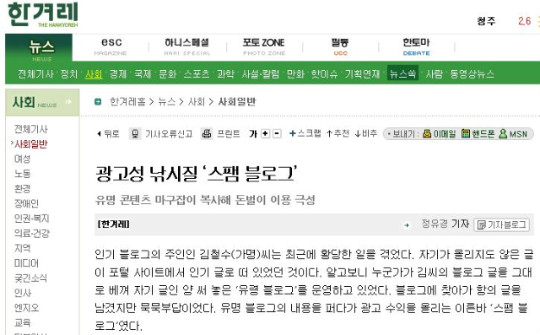 한겨레
THE HANKYOREH
청주 2.6
뉴스 NEWS
esc MAGAZINE
하니스페셜 HANI SPECIAL
포토 ZONE PHOTO ZONE
필통 UCC
한토마 DEBATE
전체기사 정치 사회 경제 국제 문화 스포츠 과학 사설·칼럼 만화 핫이슈 기획연재 뉴스쏙 사람 동영상뉴스
사회 NEWS
한겨레홈 > 뉴스 > 사회 > 사회일반
뒤로 기사오류신고 프린트 가 + - +스크랩 ↑추천 ↓비추 보내기: 이메일 핸드폰 MSN
전체기사
사회일반
여성
노동
환경
장애인
인권·복지
의료·건강
지역
미디어
궂긴소식
인사
엔지오
교육
광고성 낚시질 ‘스팸 블로그’
유명 콘텐츠 마구잡이 복사해 돈벌이 이용 극성
[한겨레]
정유경 기자 기자블로그
인기 블로그의 주인인 김철수(가명)씨는 최근에 황당한 일을 겪었다. 자기가 올리지도 않은 글
이 포털 사이트에서 인기 글로 떠 있었던 것이다. 알고보니 누군가가 김씨의 블로그 글을 그대
로 베껴 자기 글인 양 써 놓은 ‘유령 블로그’를 운영하고 있었다. 블로그에 찾아가 항의 글을
남겼지만 묵묵부답이었다. 유명 블로그의 내용을 퍼다가 광고 수익을 올리는 이른바 ‘스팸 블
로그’였다.